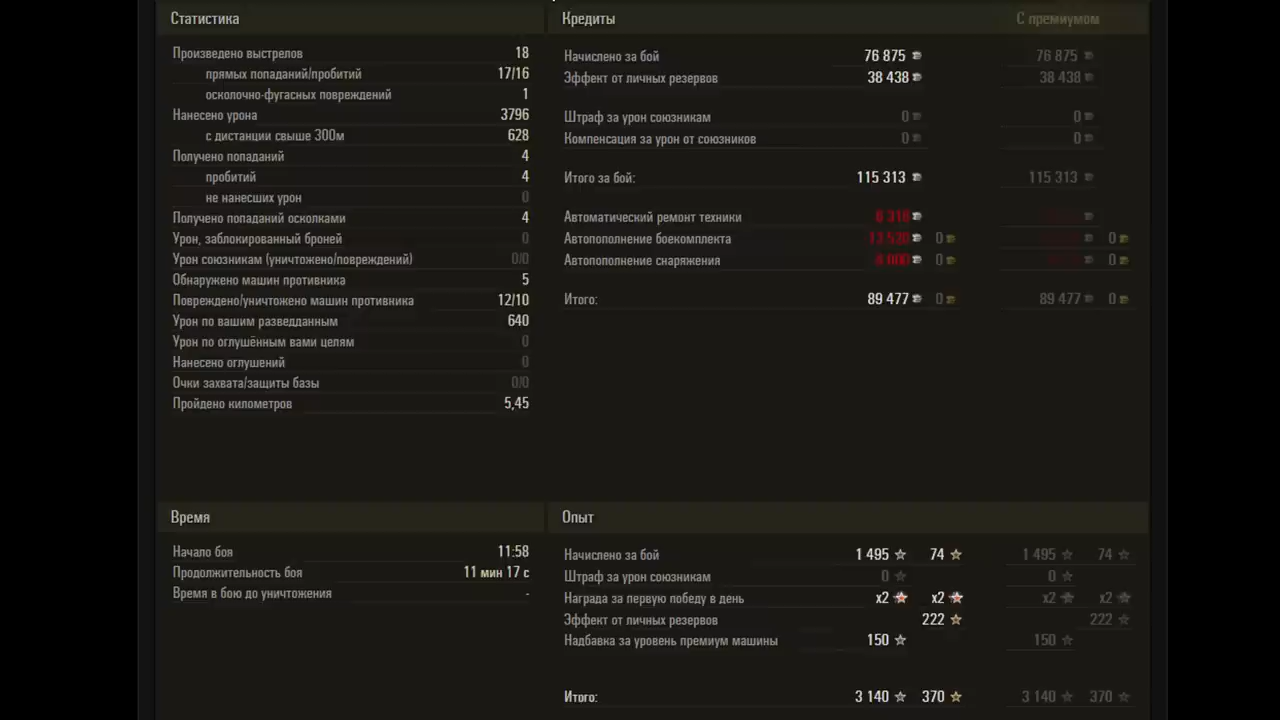 Статистика
Произведено выстрелов 18
прямых попаданий/пробитий 17/16
осколочно-фугасных повреждений 1
Нанесено урона 3796
с дистанции свыше 300м 628
Получено попаданий 4
пробитий 4
не нанесших урон 0
Получено попаданий осколками 4
Урон, заблокированный броней 0
Урон союзникам (уничтожено/повреждений) 0/0
Обнаружено машин противника 5
Повреждено/уничтожено машин противника 12/10
Урон по вашим разведданным 640
Урон по оглушённым вами целям 0
Нанесено оглушений 0
Очки захвата/защиты базы 0/0
Пройдено километров 5,45
Кредиты С премиумом
Начислено за бой 76 875 76 875
Эффект от личных резервов 38 438 38 438
Штраф за урон союзникам 0 0
Компенсация за урон от союзников 0 0
Итого за бой: 115 313 115 313
Автоматический ремонт техники
Автопополнение боекомплекта 0 0
Автопополнение снаряжения 0 0
Итого: 89 477 0 89 477 0
Время
Начало боя 11:58
Продолжительность боя 11 мин 17 с
Время в бою до уничтожения -
Опыт
Начислено за бой 1 495 74 1 495 74
Штраф за урон союзникам 0 0
Награда за первую победу в день x2 x2 x2 x2
Эффект от личных резервов 222 222
Надбавка за уровень премиум машины 150 150
Итого: 3 140 370 3 140 370